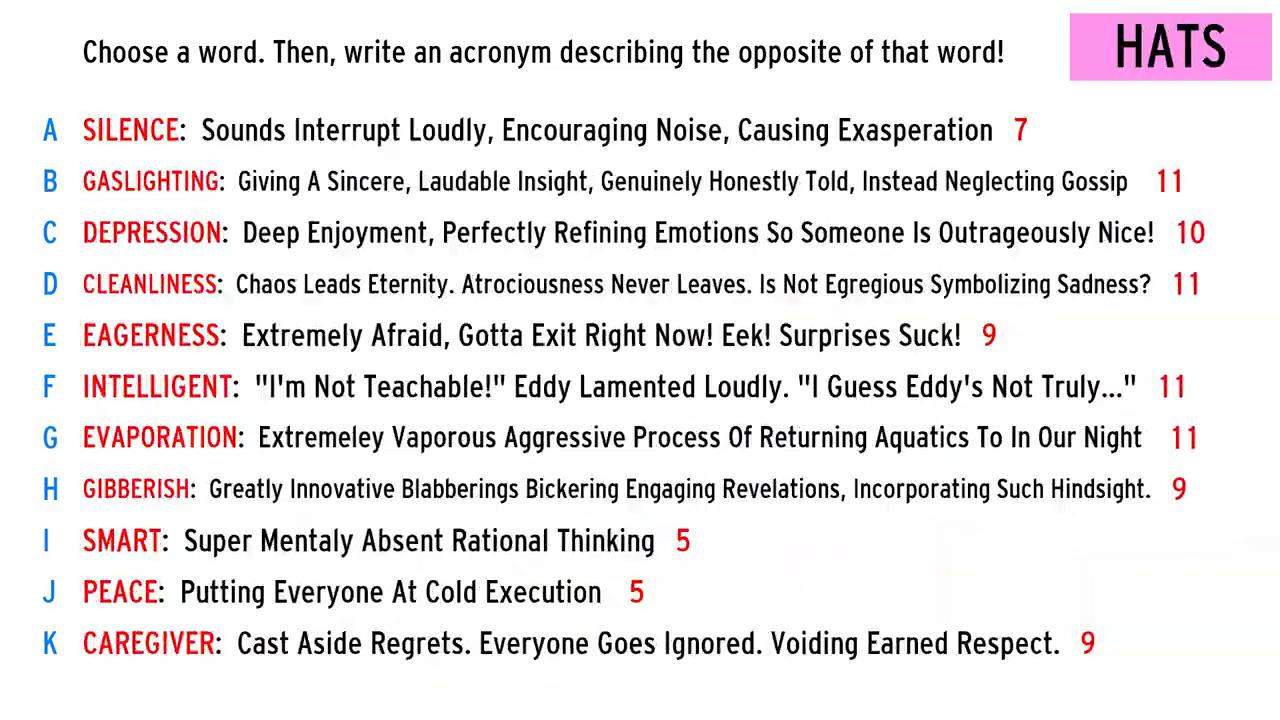 Choose a word. Then, write an acronym describing the opposite of that word!
HATS
A SILENCE: Sounds Interrupt Loudly, Encouraging Noise, Causing Exasperation 7
B GASLIGHTING: Giving A Sincere, Laudable Insight, Genuinely Honestly Told, Instead Neglecting Gossip 11
C DEPRESSION: Deep Enjoyment, Perfectly Refining Emotions So Someone Is Outrageously Nice! 10
D CLEANLINESS: Chaos Leads Eternity. Atrociousness Never Leaves. Is Not Egregious Symbolizing Sadness? 11
E EAGERNESS: Extremely Afraid, Gotta Exit Right Now! Eek! Surprises Suck! 9
F INTELLIGENT: "I'm Not Teachable!" Eddy Lamented Loudly. "I Guess Eddy's Not Truly..." 11
G EVAPORATION: Extremeley Vaporous Aggressive Process Of Returning Aquatics To In Our Night 11
H GIBBERISH: Greatly Innovative Blabberings Bickering Engaging Revelations, Incorporating Such Hindsight. 9
I SMART: Super Mentaly Absent Rational Thinking 5
J PEACE: Putting Everyone At Cold Execution 5
K CAREGIVER: Cast Aside Regrets. Everyone Goes Ignored. Voiding Earned Respect. 9